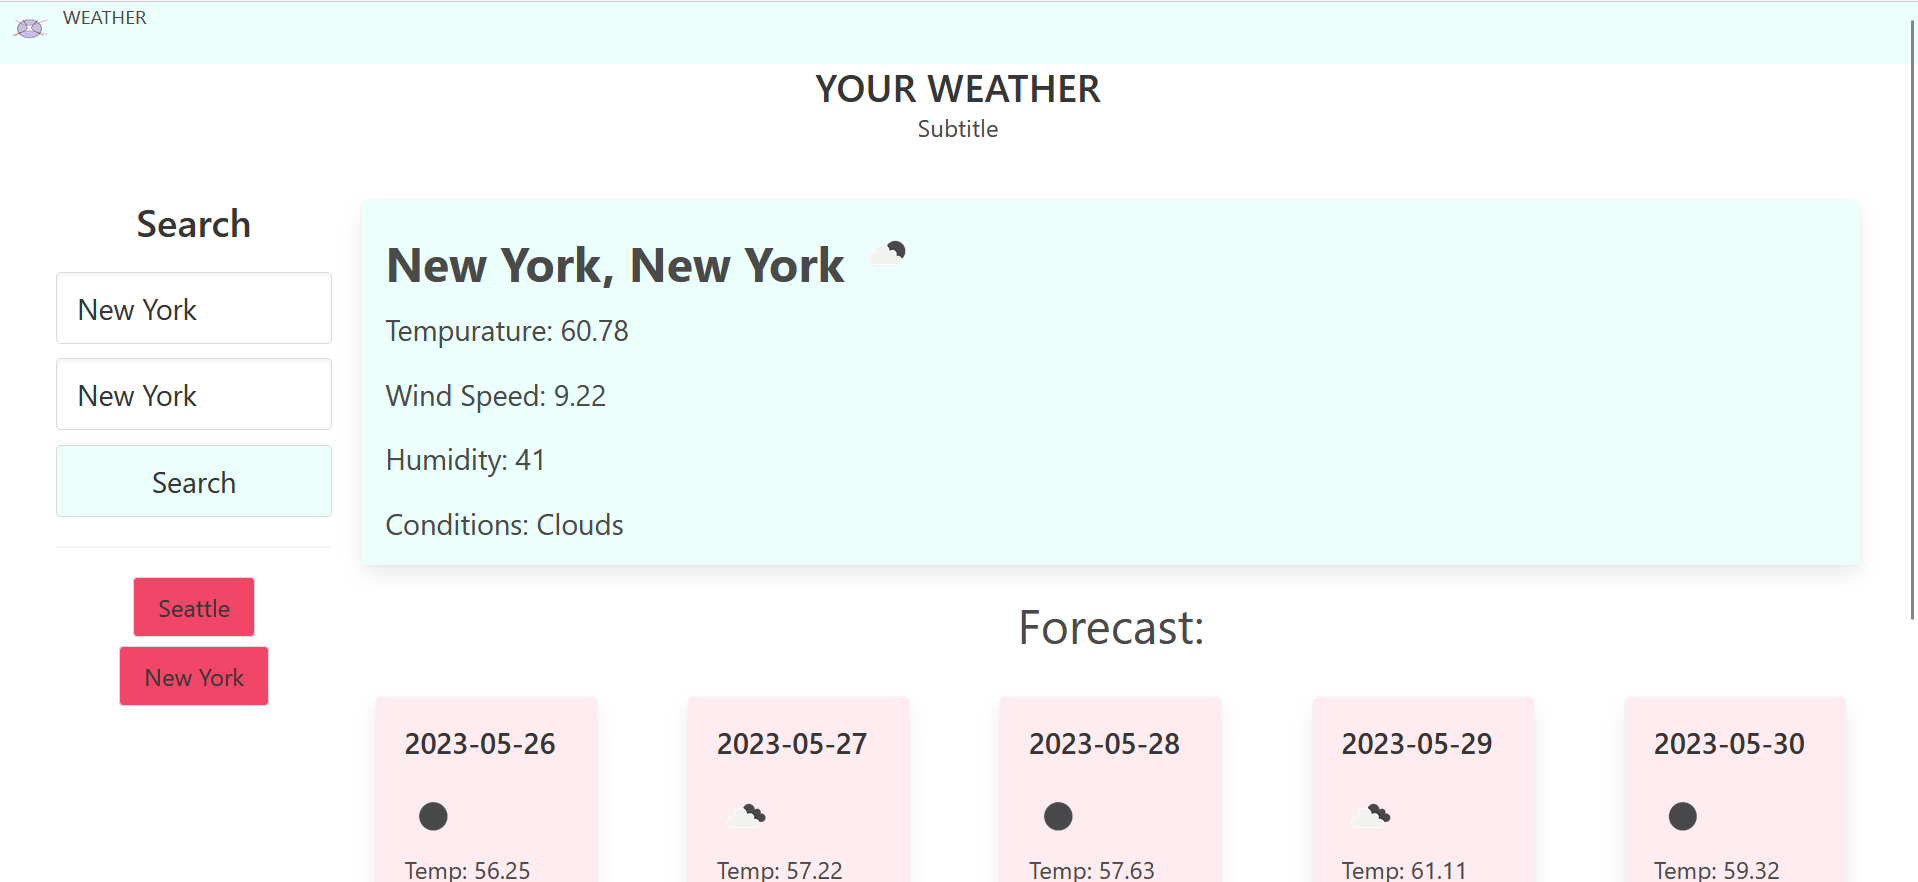 WEATHER
YOUR WEATHER
Subtitle
Search
New York
New York
Search
Seattle
New York
New York, New York
Tempurature: 60.78
Wind Speed: 9.22
Humidity: 41
Conditions: Clouds
Forecast:
2023-05-26
Temp: 56.25
2023-05-27
Temp: 57.22
2023-05-28
Temp: 57.63
2023-05-29
Temp: 61.11
2023-05-30
Temp: 59.32